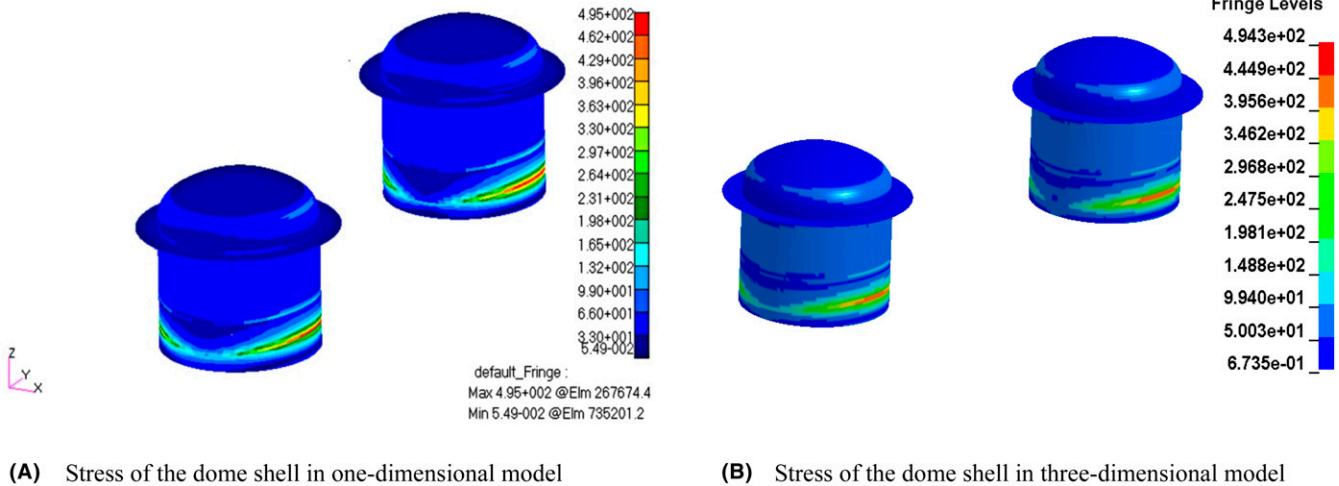 4.95+002
4.62+002
4.29+002
3.96+002
3.63+002
3.30+002
2.97+002
2.64+002
2.31+002
1.98+002
1.65+002
1.32+002
9.90+001
6.60+001
3.30+001
5.49-002
default_Fringe :
Max 4.95+002 @Elm 267674.4
Min 5.49-002 @Elm 735201.2
Z
Y
X
Fringe Levels
4.943e+02
4.449e+02
3.956e+02
3.462e+02
2.968e+02
2.475e+02
1.981e+02
1.488e+02
9.940e+01
5.003e+01
6.735e-01
(A) Stress of the dome shell in one-dimensional model
(B) Stress of the dome shell in three-dimensional model